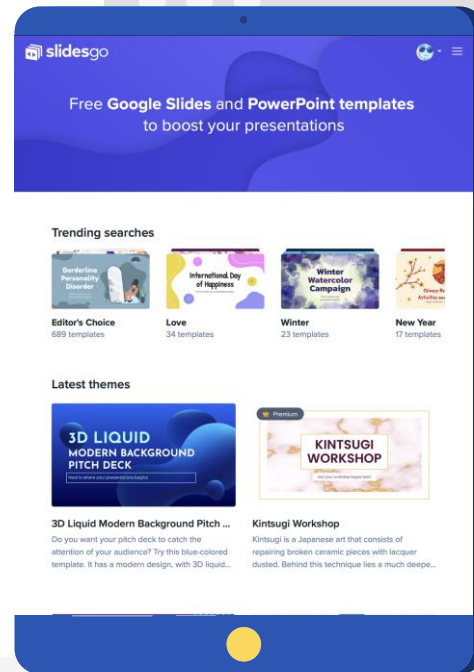 slidesgo
Free Google Slides and PowerPoint templates
to boost your presentations
Trending searches
Borderline
Personality
Disorder
International Day
of Happiness
Winter
Watercolor
Campaign
Editor's Choice
689 templates
Love
34 templates
Winter
23 templates
New Year
17 templates
Latest themes
3D LIQUID
MODERN BACKGROUND
PITCH DECK
Here is where your presentations begins
Premium
KINTSUGI
WORKSHOP
3D Liquid Modern Background Pitch ...
Do you want your pitch deck to catch the
attention of your audience? Try this blue-colored
template. It has a modern design, with 3D liquid...
Kintsugi Workshop
Kintsugi is a Japanese art that consists of
repairing broken ceramic pieces with lacquer
dusted. Behind this technique lies a much deepe...